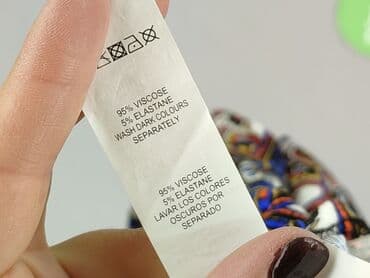 95% VISCOSE
5% ELASTANE
WASH DARK COLOURS
SEPARATELY
95% VISCOSE
5% ELASTANE
LAVAR LOS COLORES
OSCUROS POR
SEPARADO